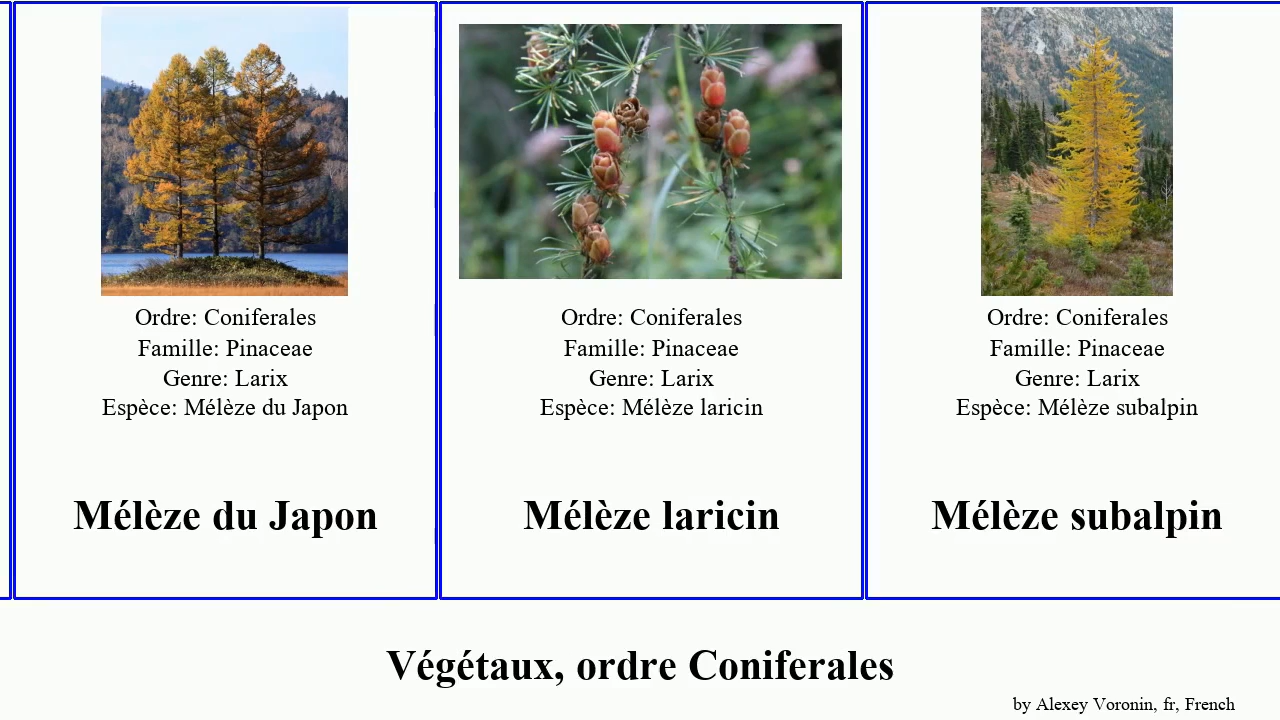 Ordre: Coniferales
Famille: Pinaceae
Genre: Larix
Espèce: Mélèze du Japon
Mélèze du Japon
Ordre: Coniferales
Famille: Pinaceae
Genre: Larix
Espèce: Mélèze laricin
Mélèze laricin
Ordre: Coniferales
Famille: Pinaceae
Genre: Larix
Espèce: Mélèze subalpin
Mélèze subalpin
Végétaux, ordre Coniferales
by Alexey Voronin, fr, French